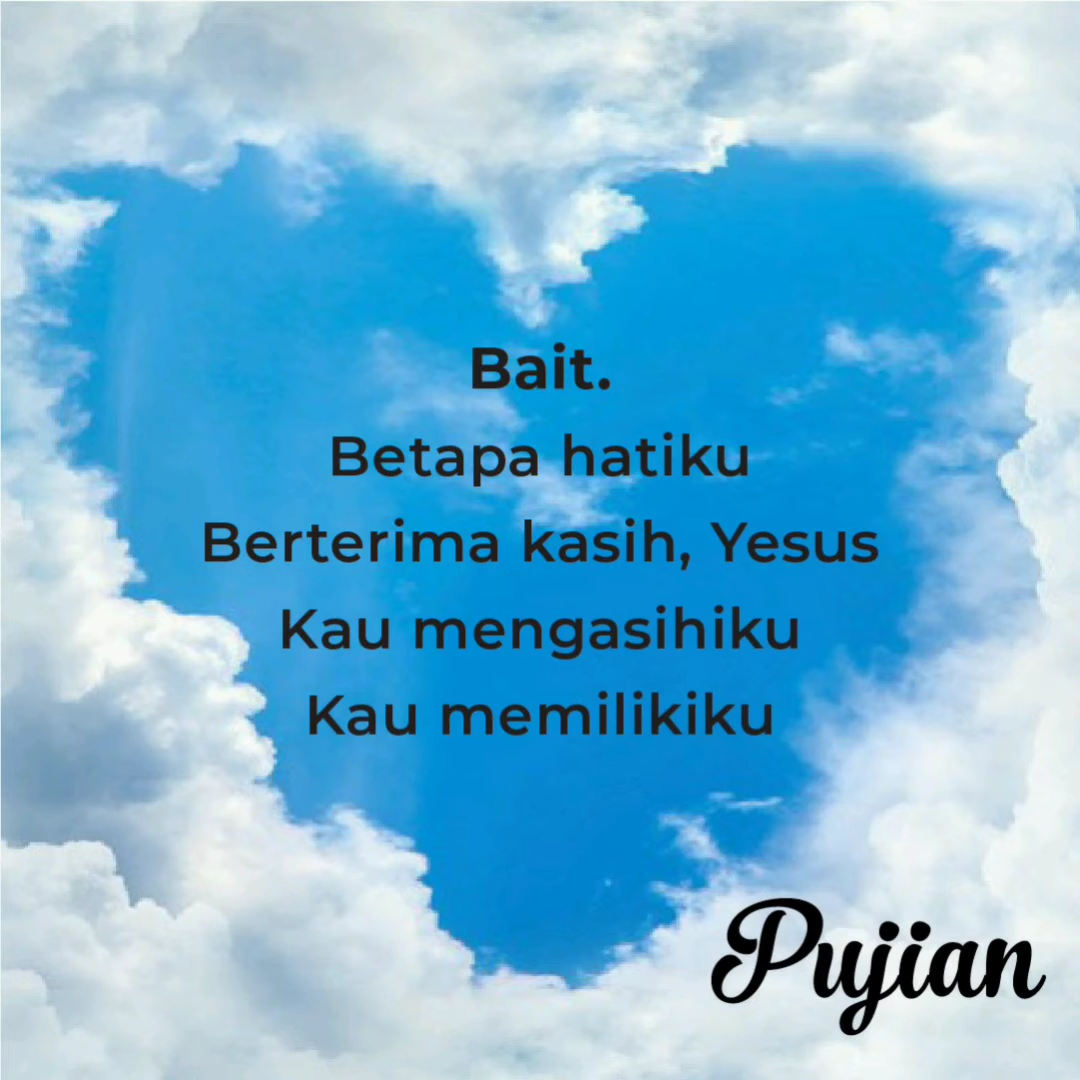 Bait.
Betapa hatiku
Berterima kasih, Yesus
Kau mengasihiku
Kau memilikiku
Pujian